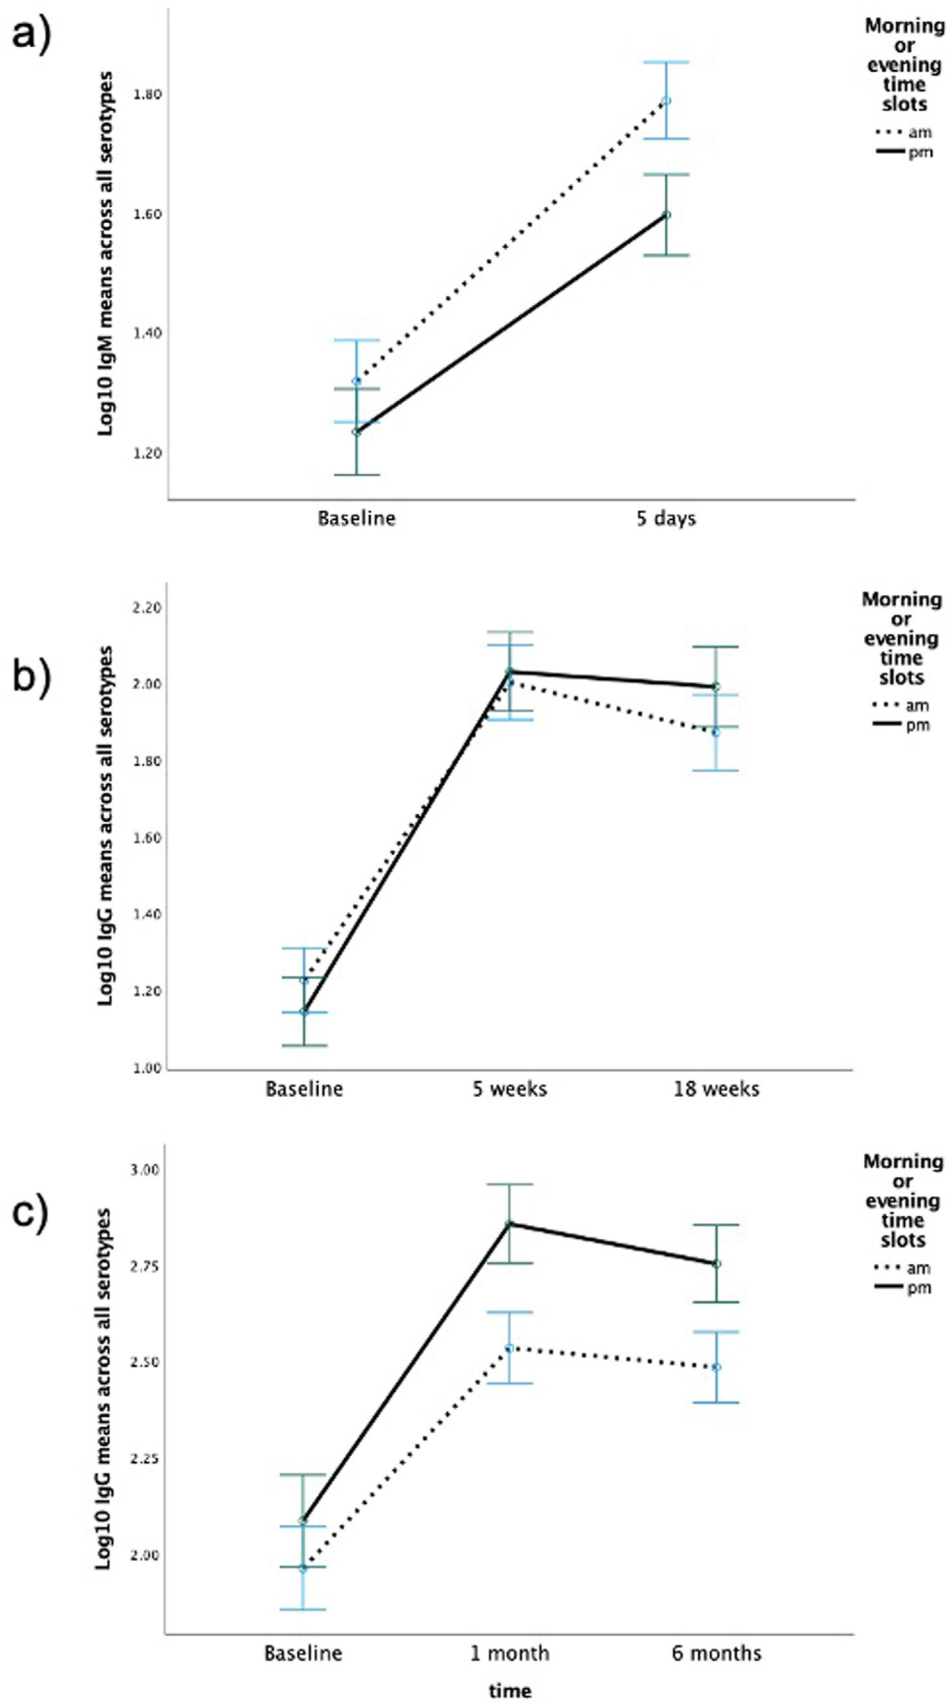 a)
Log10 IgM means across all serotypes
1.80
1.60
1.40
1.20
Baseline
5 days
Morning
or
evening
time
slots
am
pm
b)
Log10 IgG means across all serotypes
2.20
2.00
1.80
1.60
1.40
1.20
1.00
Baseline
5 weeks
18 weeks
Morning
or
evening
time
slots
am
pm
c)
Log10 IgG means across all serotypes
3.00
2.75
2.50
2.25
2.00
Baseline
1 month
6 months
time
Morning
or
evening
time
slots
am
pm